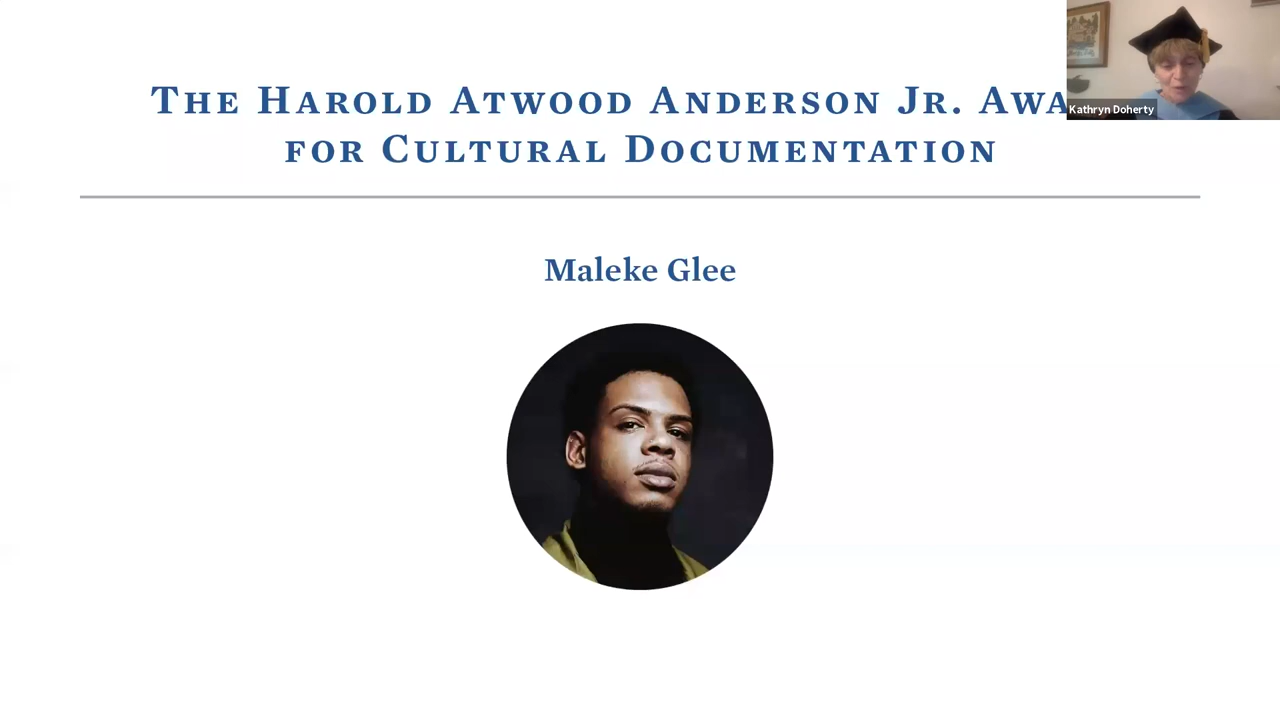 The Harold Atwood Anderson Jr. Awa
for Cultural Documentation
Kathryn Doherty
Maleke Glee